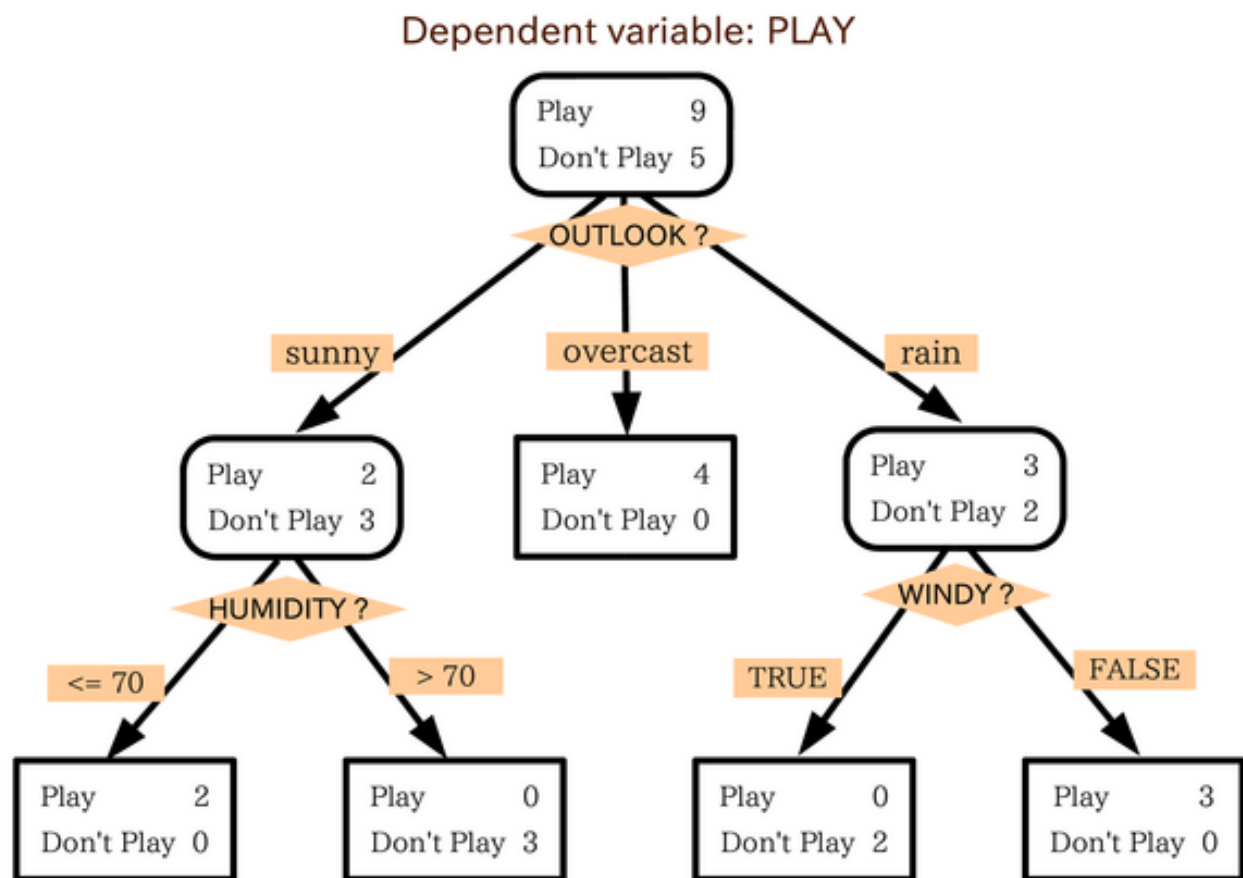 Dependent variable: PLAY
Play 9
Don't Play 5
OUTLOOK ?
sunny
overcast
rain
Play 2
Don't Play 3
Play 4
Don't Play 0
Play 3
Don't Play 2
HUMIDITY ?
WINDY ?
<= 70
> 70
TRUE
FALSE
Play 2
Don't Play 0
Play 0
Don't Play 3
Play 0
Don't Play 2
Play 3
Don't Play 0